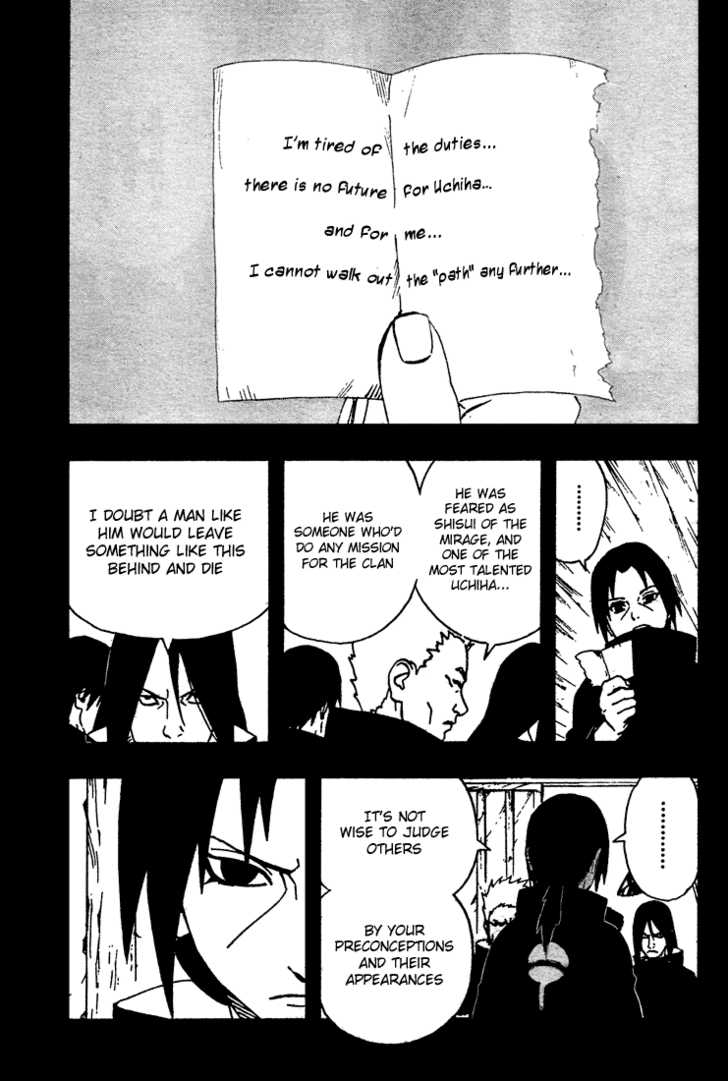 I'm tired of the duties...
there is no future for Uchiha...
and for me...
I cannot walk out the "path" any further...
.........
HE WAS
FEARED AS
SHISUI OF THE
MIRAGE, AND
ONE OF THE
MOST TALENTED
UCHIHA...
HE WAS
SOMEONE WHO'D
DO ANY MISSION
FOR THE CLAN
I DOUBT A MAN LIKE
HIM WOULD LEAVE
SOMETHING LIKE THIS
BEHIND AND DIE
.........
IT'S NOT
WISE TO JUDGE
OTHERS
BY YOUR
PRECONCEPTIONS
AND THEIR
APPEARANCES